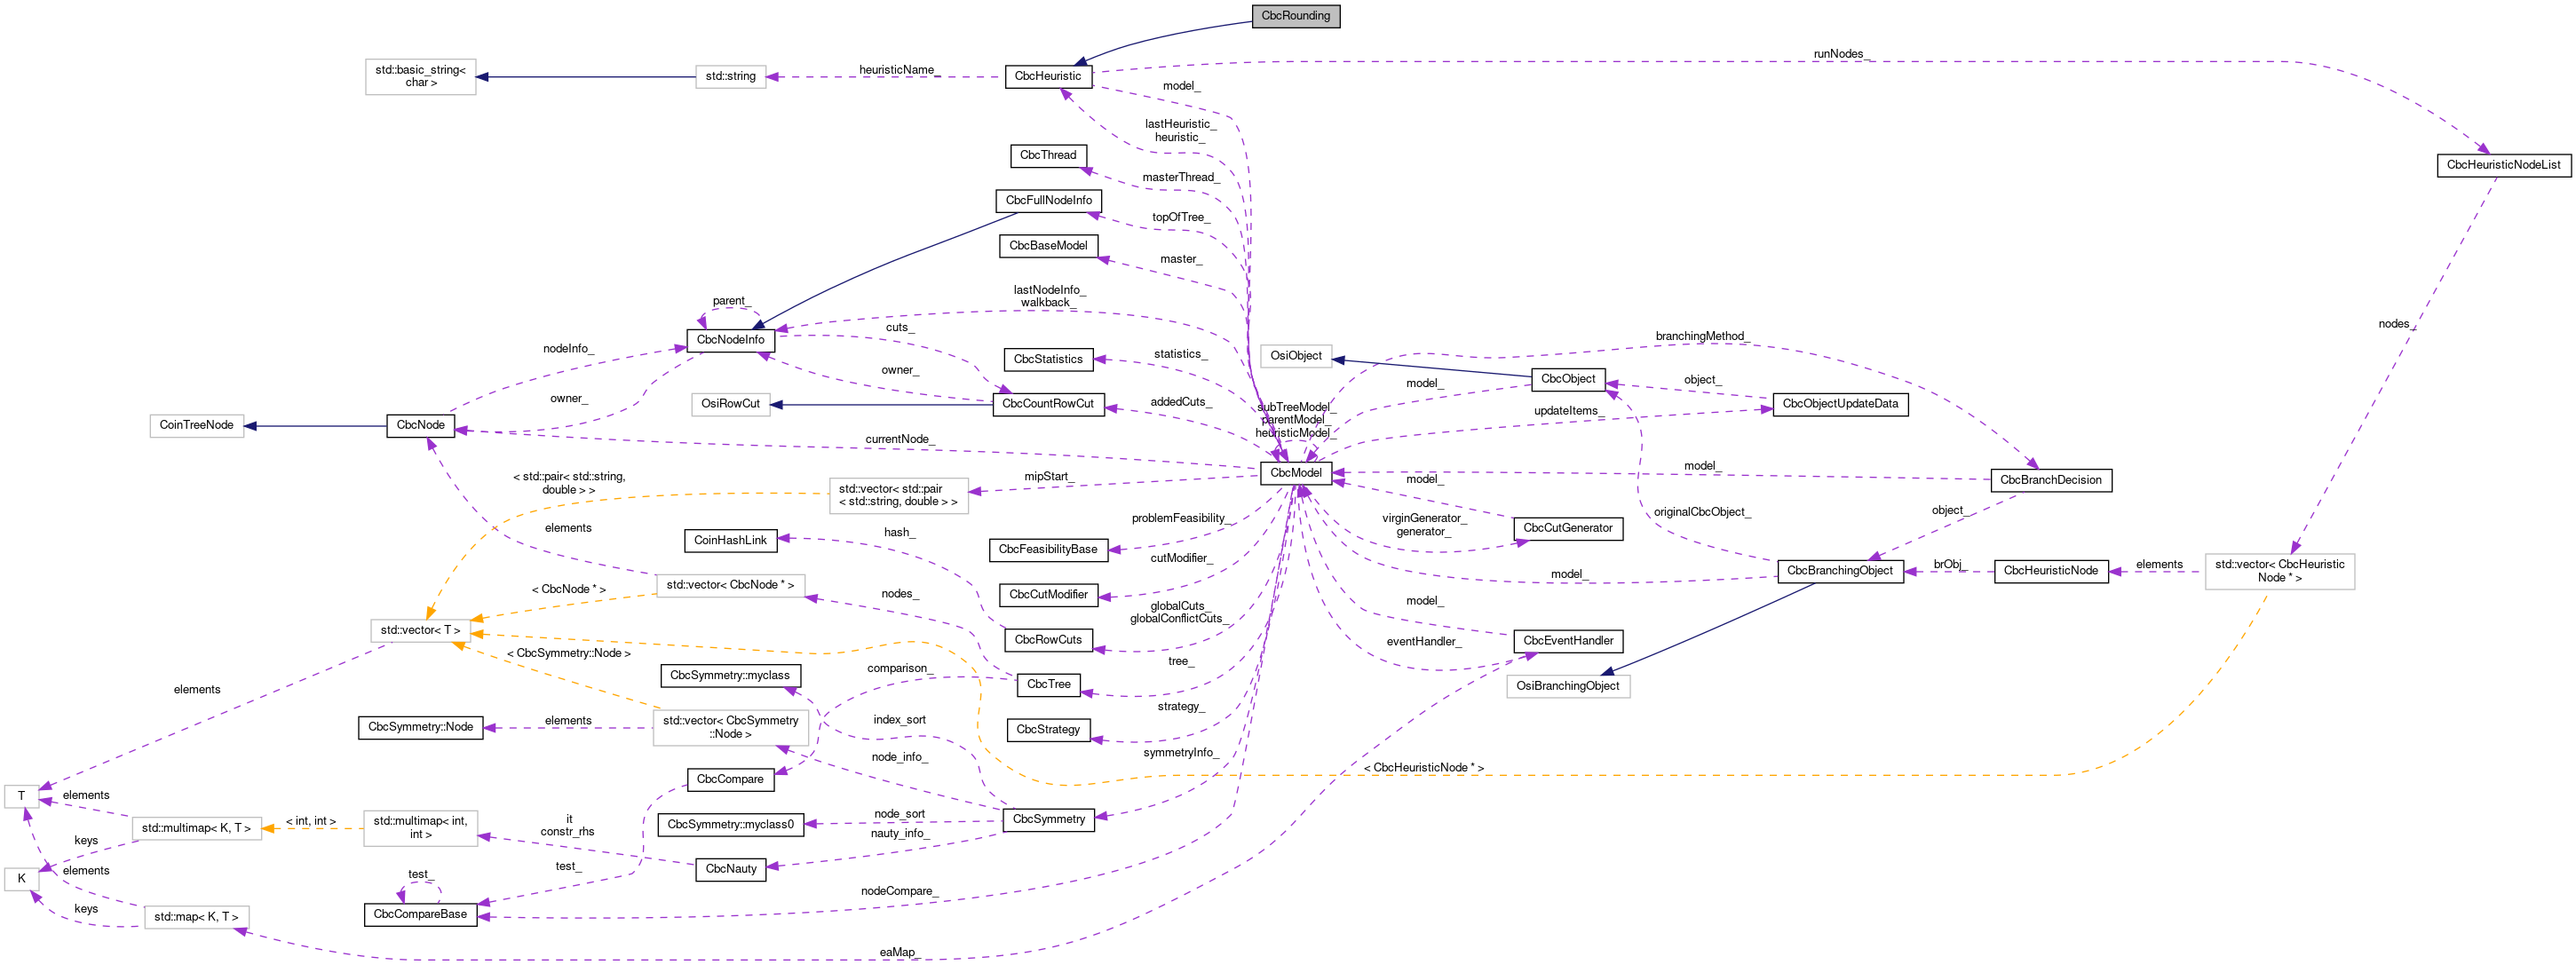 CbcRounding
runNodes_
std::basic_string<
char >
std::string
heuristicName_
CbcHeuristic
model_
lastHeuristic_
heuristic_
CbcThread
masterThread_
CbcHeuristicNodeList
CbcFullNodeInfo
topOfTree_
CbcBaseModel
master_
lastNodeInfo_
walkback_
parent_
cuts_
CbcNodeInfo
nodeInfo_
CbcStatistics
statistics_
OsiObject
branchingMethod_
nodes_
owner_
CbcObject
model_
object_
owner_
OsiRowCut
CbcCountRowCut
addedCuts_
subTreeModel_
parentModel_
heuristicModel_
updateItems_
CbcObjectUpdateData
CoinTreeNode
CbcNode
currentNode_
CbcModel
model_
CbcBranchDecision
< std::pair< std::string,
double > >
std::vector< std::pair
< std::string, double > >
mipStart_
model_
originalCbcObject_
object_
elements
hash_
CoinHashLink
problemFeasibility_
CbcFeasibilityBase
virginGenerator_
generator_
CbcCutGenerator
cutModifier_
model_
CbcBranchingObject
brObj_
CbcHeuristicNode
elements
std::vector< CbcHeuristic
Node * >
< CbcNode * >
std::vector< CbcNode * >
nodes_
CbcCutModifier
globalCuts_
globalConflictCuts_
model_
std::vector< T >
CbcRowCuts
eventHandler_
CbcEventHandler
< CbcSymmetry::Node >
CbcSymmetry::myclass
comparison_
tree_
CbcTree
OsiBranchingObject
elements
CbcSymmetry::Node
elements
std::vector< CbcSymmetry
::Node >
index_sort
CbcStrategy
strategy_
node_info_
symmetryInfo_
CbcCompare
< CbcHeuristicNode * >
T
elements
std::multimap< K, T >
< int, int >
std::multimap< int,
int >
it
constr_rhs
CbcSymmetry::myclass0
node_sort
nauty_info_
CbcSymmetry
keys
K
elements
test_
CbcNauty
test_
nodeCompare_
keys
std::map< K, T >
CbcCompareBase
eaMap_